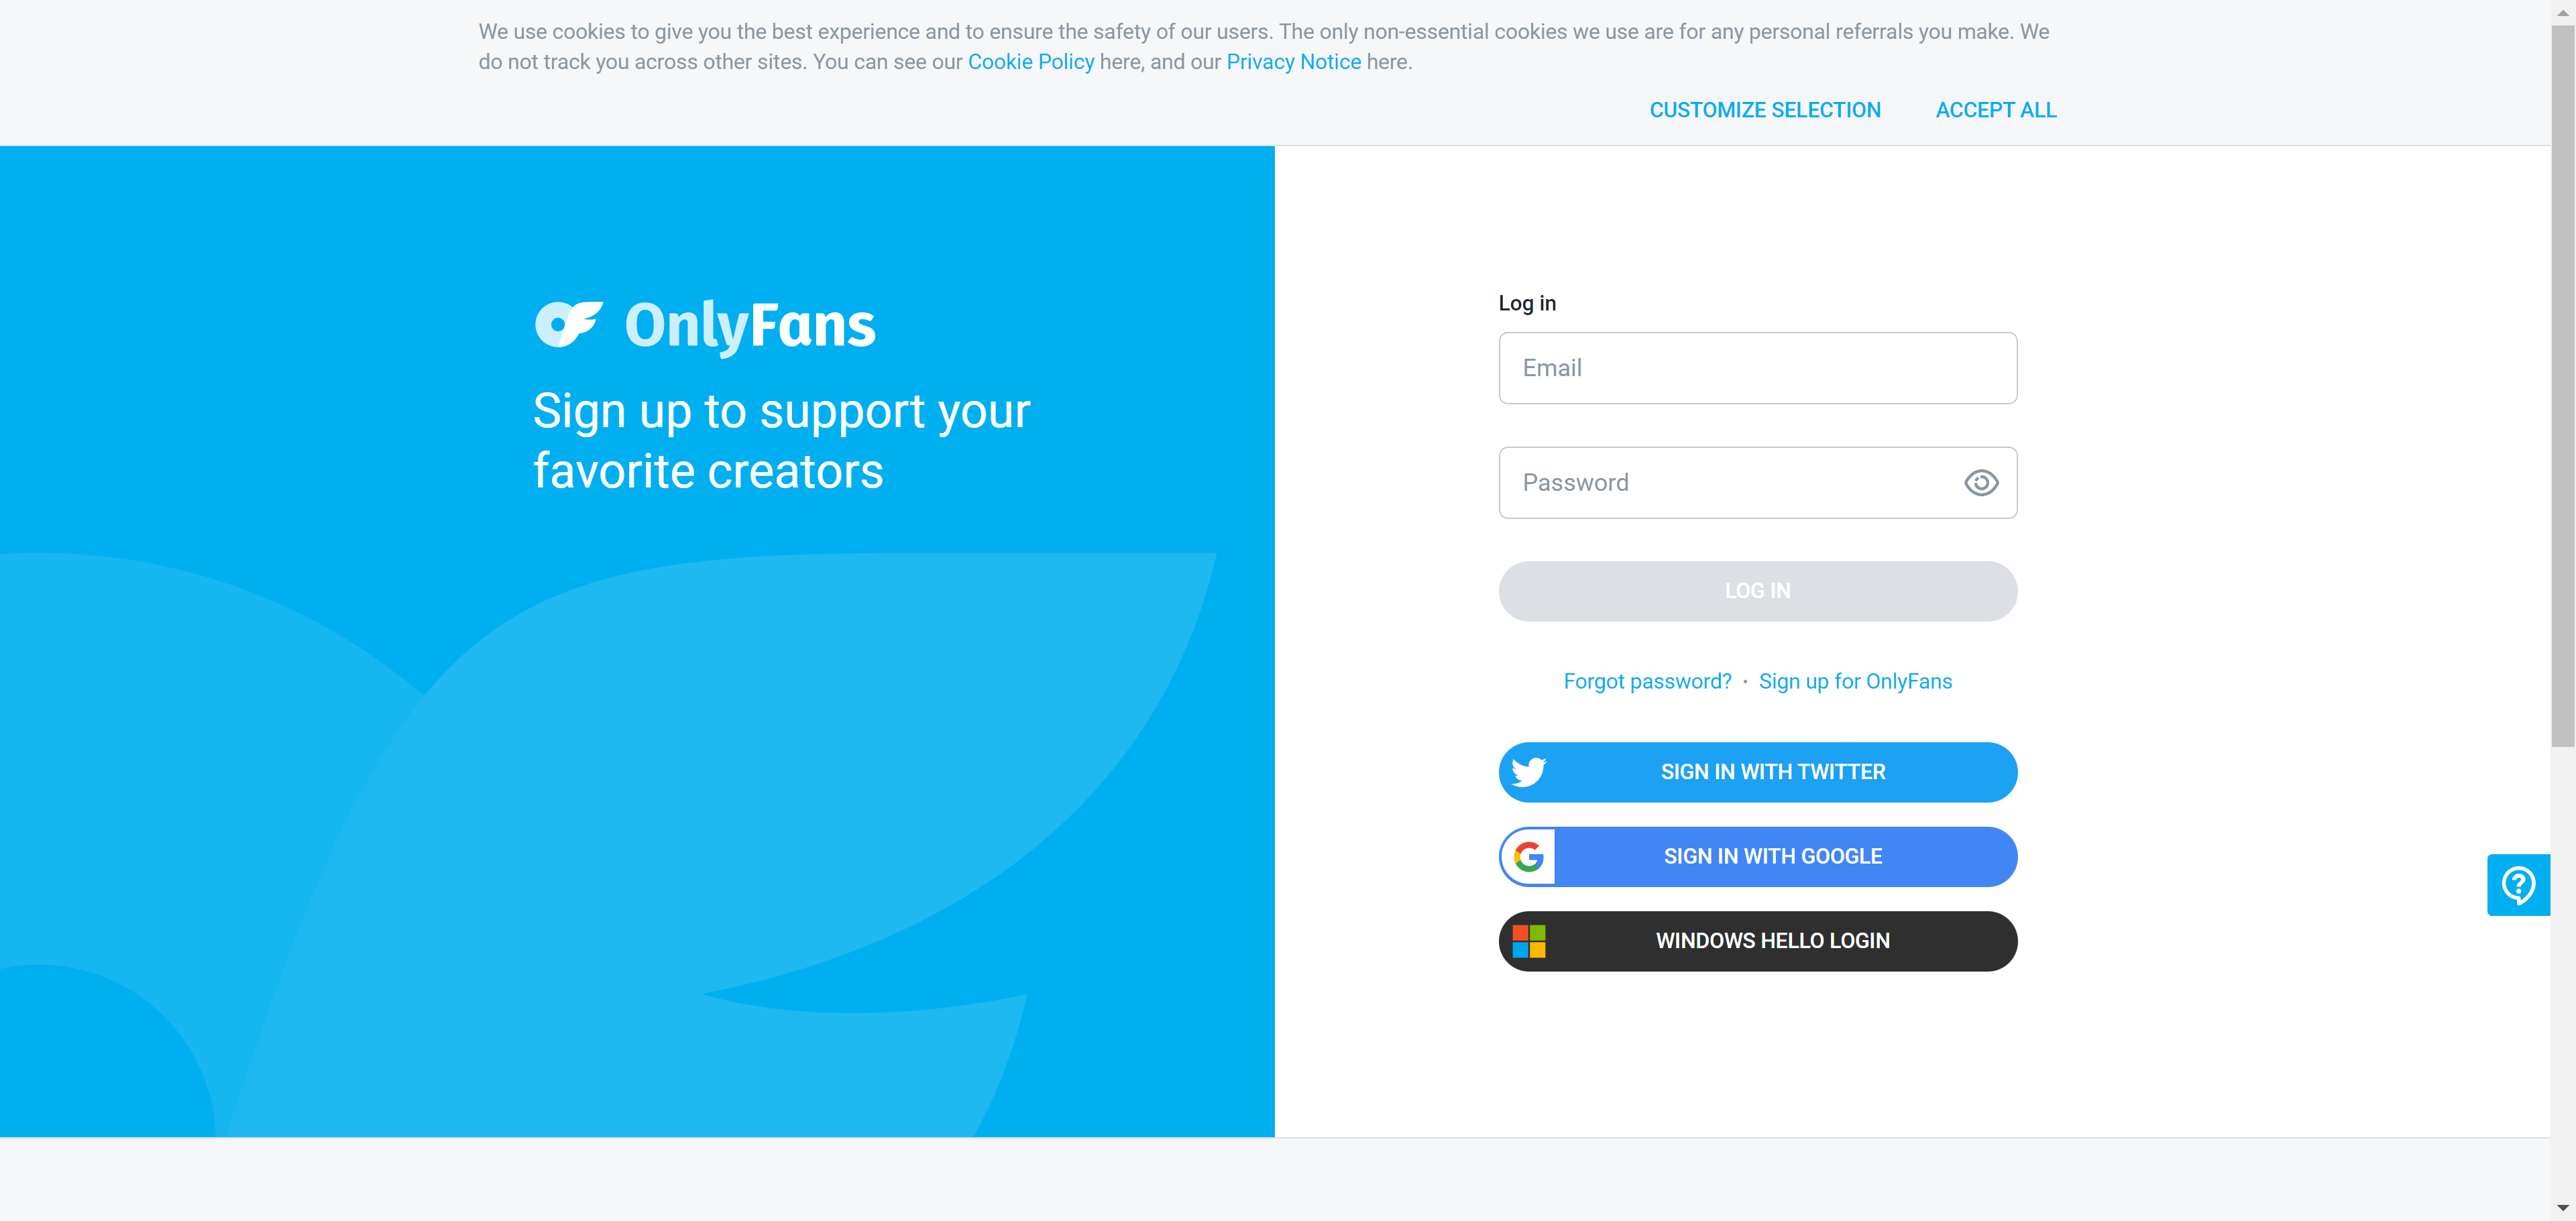 We use cookies to give you the best experience and to ensure the safety of our users. The only non-essential cookies we use are for any personal referrals you make. We
do not track you across other sites. You can see our Cookie Policy here, and our Privacy Notice here.
CUSTOMIZE SELECTION
ACCEPT ALL
OnlyFans
Sign up to support your
favorite creators
Log in
Email
Password
LOG IN
Forgot password? · Sign up for OnlyFans
SIGN IN WITH TWITTER
SIGN IN WITH GOOGLE
WINDOWS HELLO LOGIN